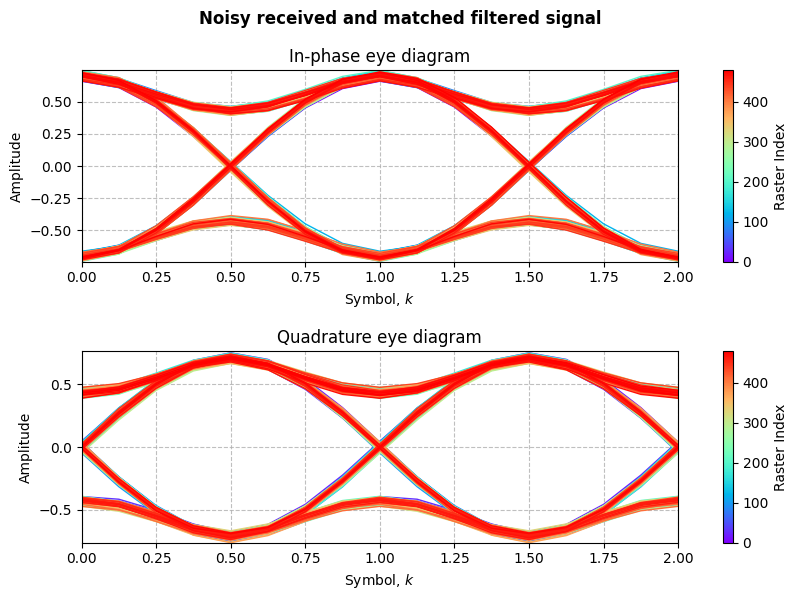 Noisy received and matched filtered signal
In-phase eye diagram
Amplitude
0.50
0.25
0.00
−0.25
−0.50
0.00 0.25 0.50 0.75 1.00 1.25 1.50 1.75 2.00
Symbol, k
400
300
200
100
0
Raster Index
Quadrature eye diagram
Amplitude
0.5
0.0
−0.5
0.00 0.25 0.50 0.75 1.00 1.25 1.50 1.75 2.00
Symbol, k
400
300
200
100
0
Raster Index